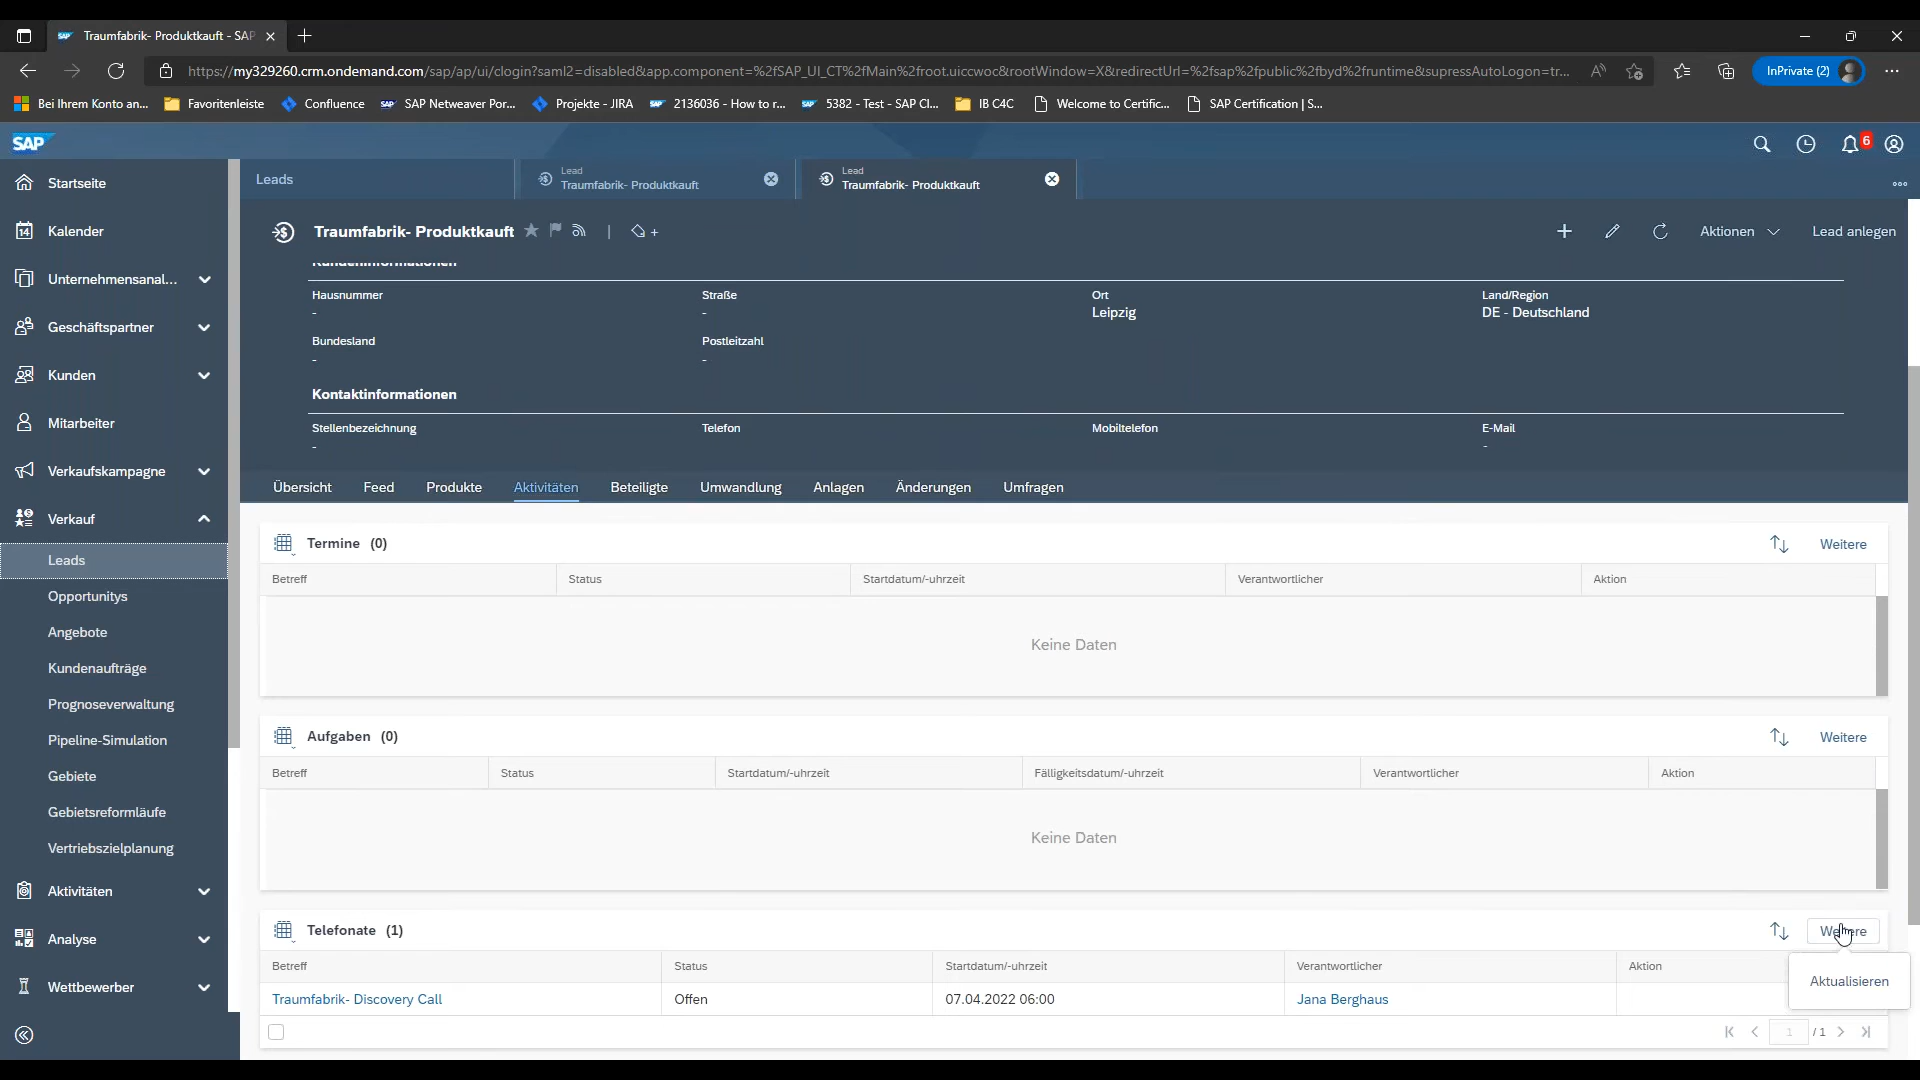 Traumfabrik- Produktkauft - SAP
https://my329260.crm.ondemand.com/sap/ap/ui/clogin?saml2=disabled&app.component=%2fSAP_UI_CT%2fMain%2froot.uiccwoc&rootWindow=X&redirectUrl=%2fsap%2fpublic%2fbyd%2fruntime&supressAutoLogon=tr...
InPrivate (2)
Bei Ihrem Konto an... Favoritenleiste Confluence SAP Netweaver Por... Projekte - JIRA 2136036 - How to r... 5382 - Test - SAP Cl... IB C4C Welcome to Certific... SAP Certification | S...
SAP
6
Startseite
Kalender
14
Unternehmensanal...
Geschäftspartner
Kunden
Mitarbeiter
Verkaufskampagne
Verkauf
Leads
Opportunitys
Angebote
Kundenaufträge
Prognoseverwaltung
Pipeline-Simulation
Gebiete
Gebietsreformläufe
Vertriebszielplanung
Aktivitäten
Analyse
Wettbewerber
Leads
Lead
Traumfabrik- Produktkauft
Lead
Traumfabrik- Produktkauft
Traumfabrik- Produktkauft
Aktionen
Lead anlegen
Kundeninformationen
Hausnummer Straße Ort Land/Region
- - Leipzig DE - Deutschland
Bundesland Postleitzahl
- -
Kontaktinformationen
Stellenbezeichnung Telefon Mobiltelefon E-Mail
- -
Übersicht Feed Produkte Aktivitäten Beteiligte Umwandlung Anlagen Änderungen Umfragen
Termine (0) Weitere
Betreff Status Startdatum/-uhrzeit Verantwortlicher Aktion
Keine Daten
Aufgaben (0) Weitere
Betreff Status Startdatum/-uhrzeit Fälligkeitsdatum/-uhrzeit Verantwortlicher Aktion
Keine Daten
Telefonate (1) Weitere
Betreff Status Startdatum/-uhrzeit Verantwortlicher Aktion
Aktualisieren
Traumfabrik- Discovery Call Offen 07.04.2022 06:00 Jana Berghaus
1 / 1